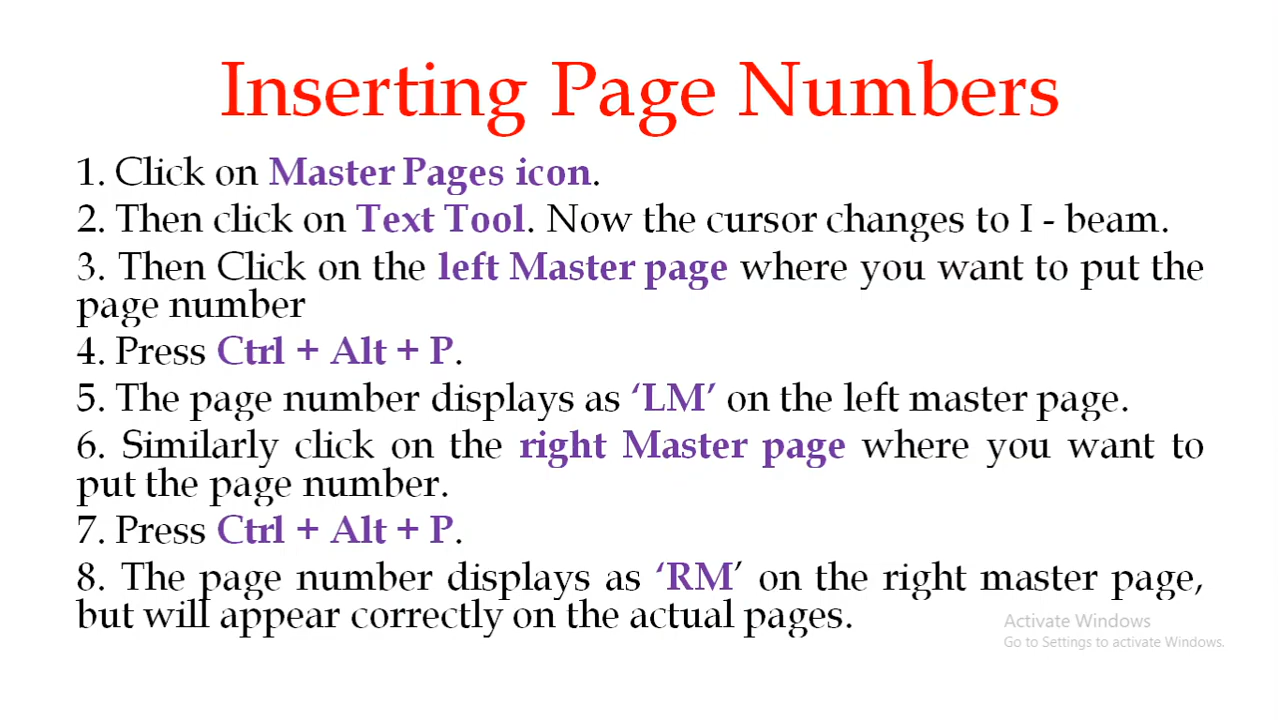 Inserting Page Numbers
1. Click on Master Pages icon.
2. Then click on Text Tool. Now the cursor changes to I - beam.
3. Then Click on the left Master page where you want to put the
page number
4. Press Ctrl + Alt + P.
5. The page number displays as ‘LM’ on the left master page.
6. Similarly click on the right Master page where you want to
put the page number.
7. Press Ctrl + Alt + P.
8. The page number displays as ‘RM’ on the right master page,
but will appear correctly on the actual pages.
Activate Windows
Go to Settings to activate Windows.